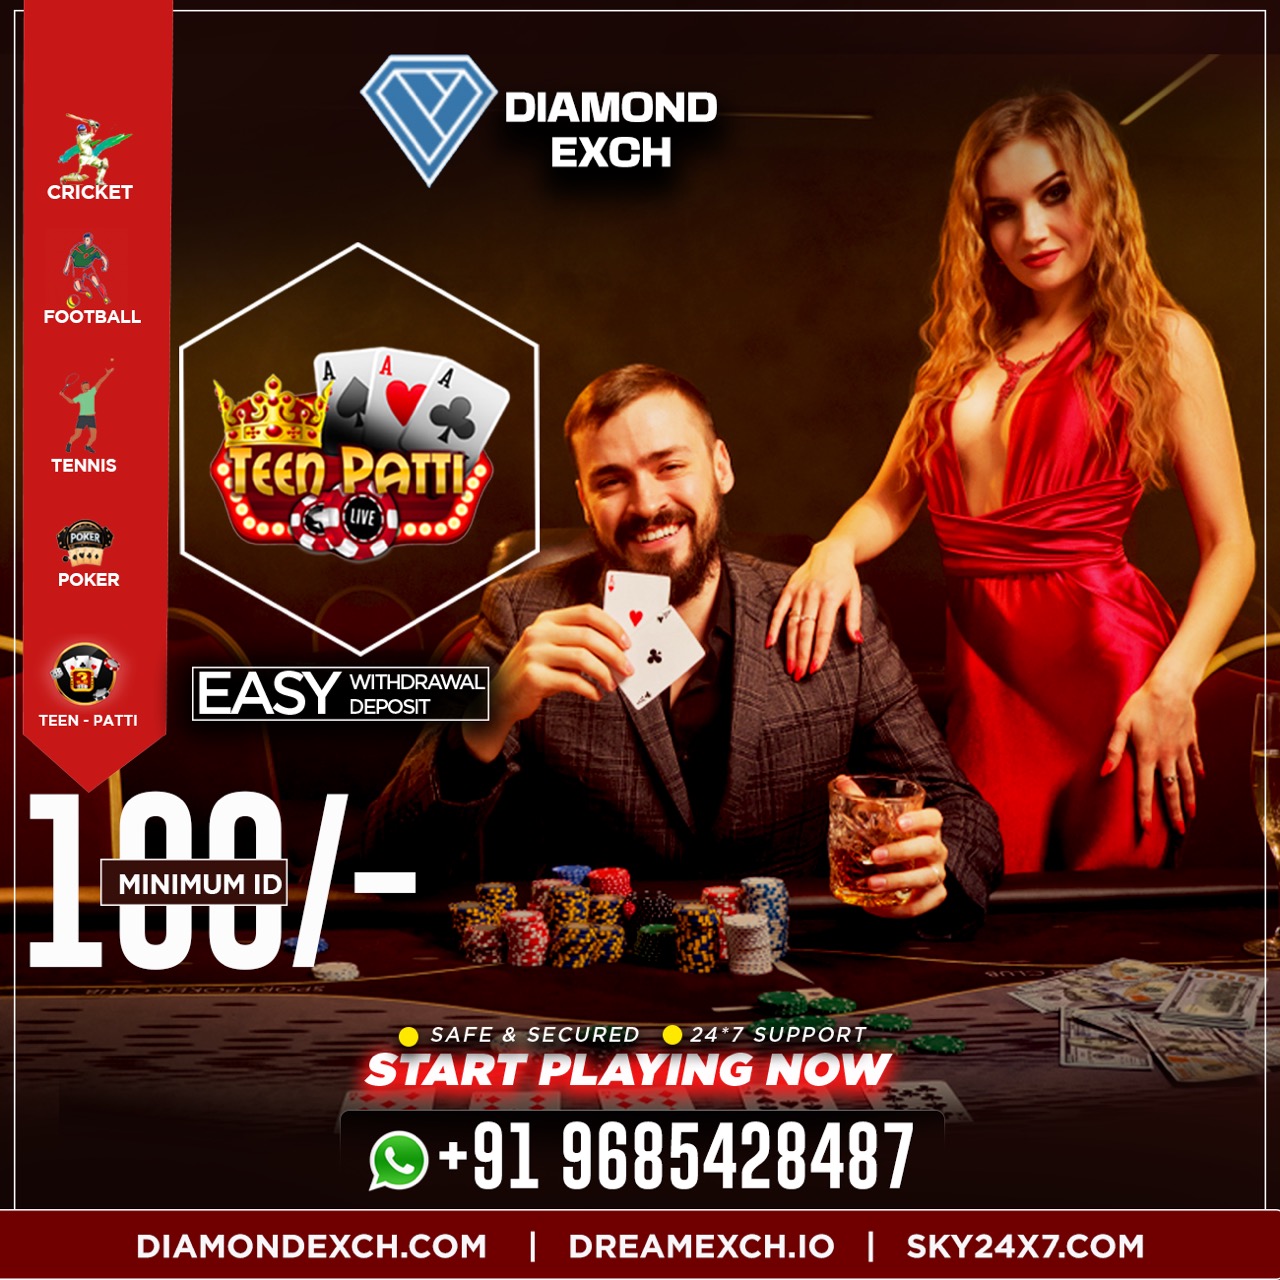 DIAMOND
EXCH
CRICKET
FOOTBALL
TENNIS
POKER
POKER
TEEN - PATTI
A A A
TEEN PATTI
LIVE
EASY WITHDRAWAL
DEPOSIT
100/-
MINIMUM ID
SAFE & SECURED 24*7 SUPPORT
START PLAYING NOW
+91 9685428487
DIAMONDEXCH.COM | DREAMEXCH.IO | SKY24X7.COM